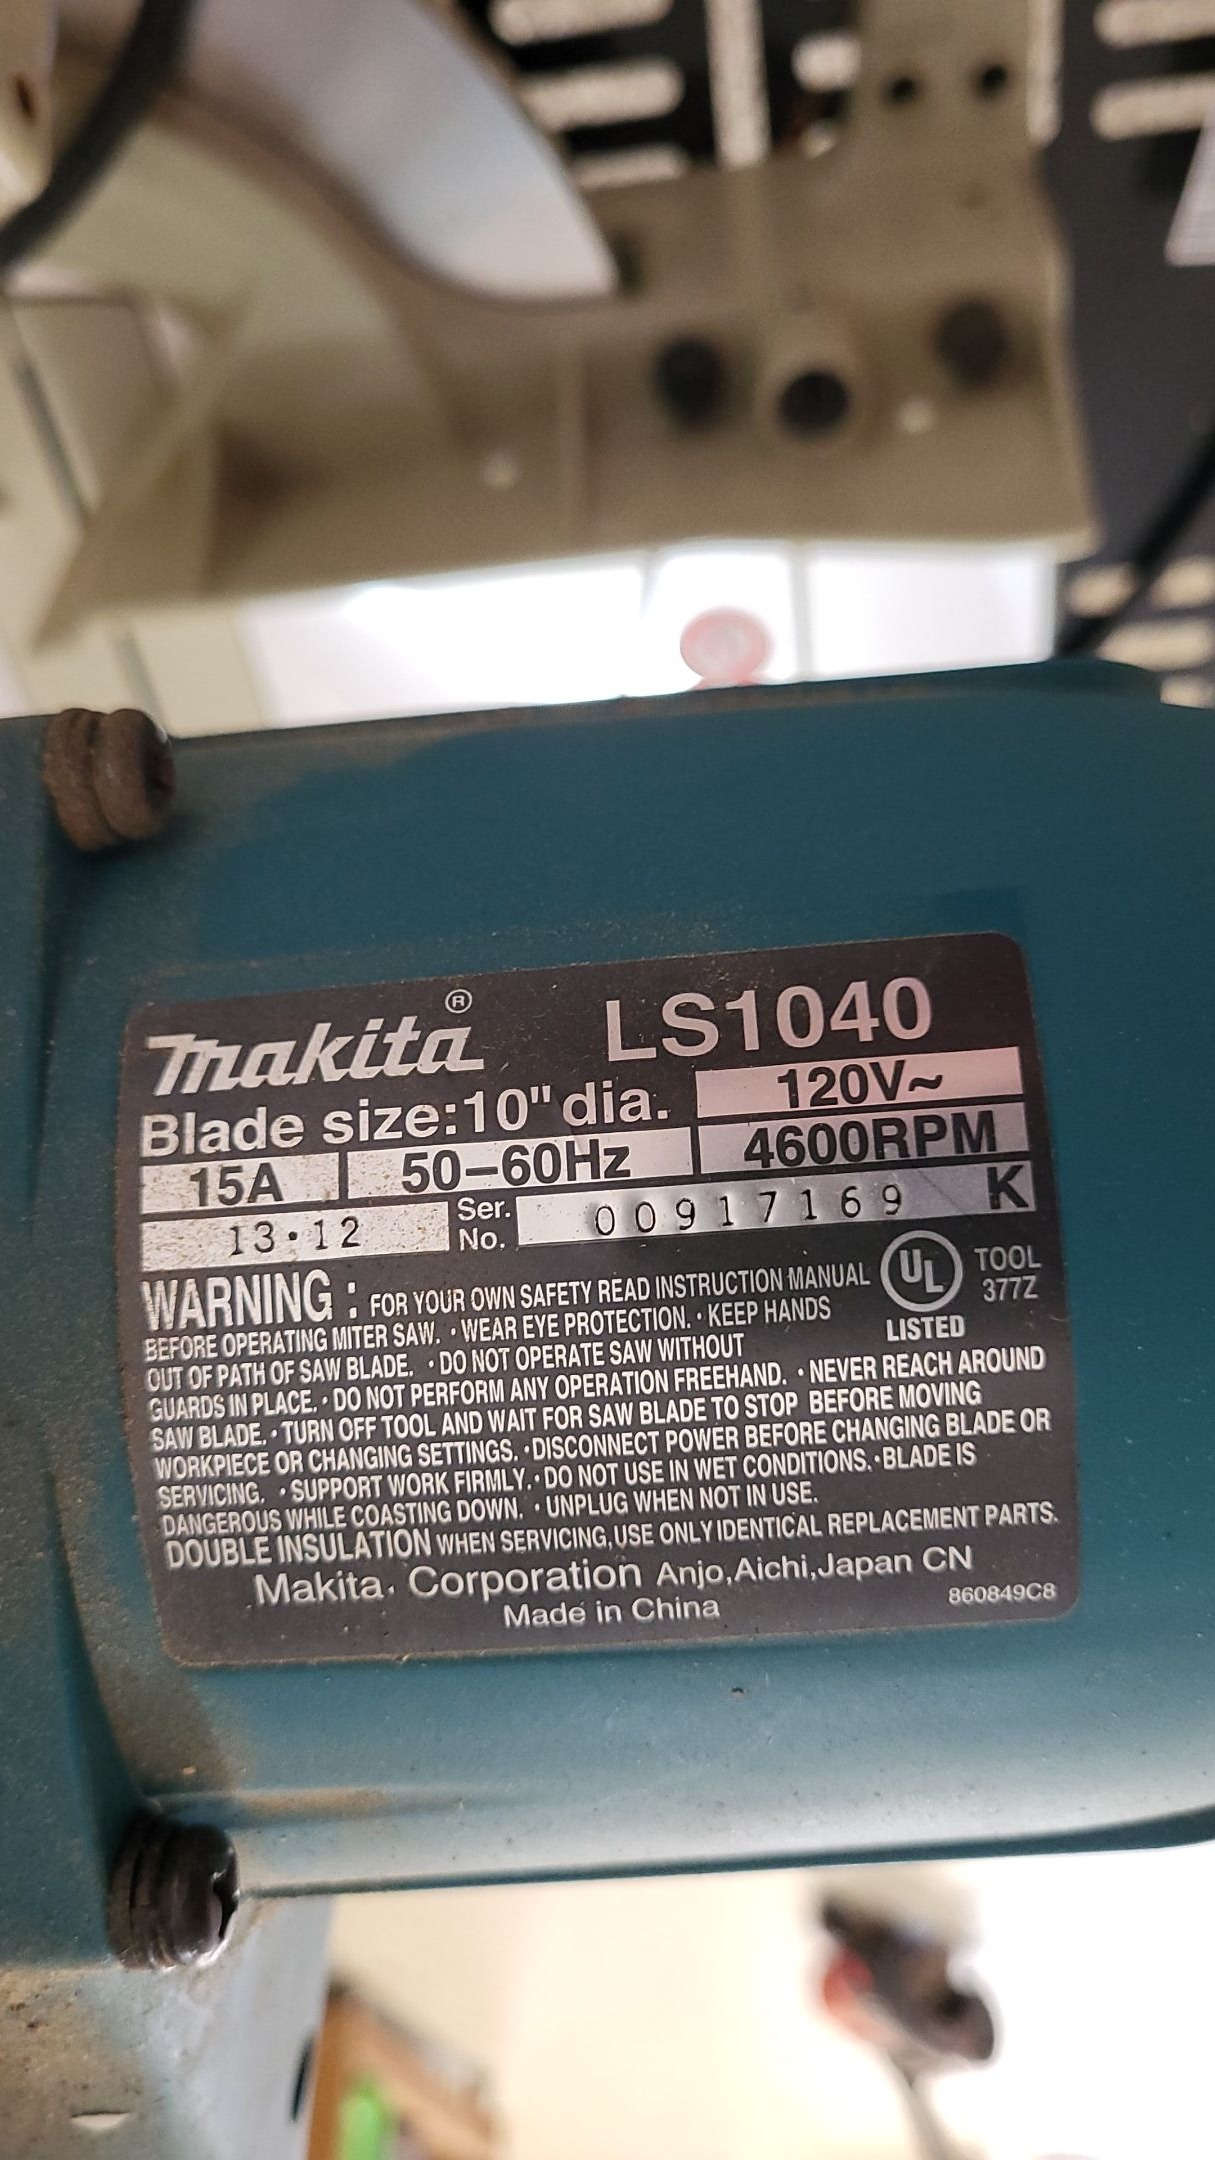 makita® LS1040
Blade size:10" dia. 120V~
15A 50-60Hz 4600RPM
13•12 Ser. No. 00917169 K
WARNING : FOR YOUR OWN SAFETY READ INSTRUCTION MANUAL
BEFORE OPERATING MITER SAW. • WEAR EYE PROTECTION. • KEEP HANDS
OUT OF PATH OF SAW BLADE. • DO NOT OPERATE SAW WITHOUT
GUARDS IN PLACE. • DO NOT PERFORM ANY OPERATION FREEHAND. • NEVER REACH AROUND
SAW BLADE. • TURN OFF TOOL AND WAIT FOR SAW BLADE TO STOP BEFORE MOVING
WORKPIECE OR CHANGING SETTINGS. • DISCONNECT POWER BEFORE CHANGING BLADE OR
SERVICING. • SUPPORT WORK FIRMLY. • DO NOT USE IN WET CONDITIONS. • BLADE IS
DANGEROUS WHILE COASTING DOWN. • UNPLUG WHEN NOT IN USE.
DOUBLE INSULATION WHEN SERVICING, USE ONLY IDENTICAL REPLACEMENT PARTS.
UL TOOL
377Z
LISTED
Makita Corporation Anjo,Aichi,Japan CN
Made in China 860849C8